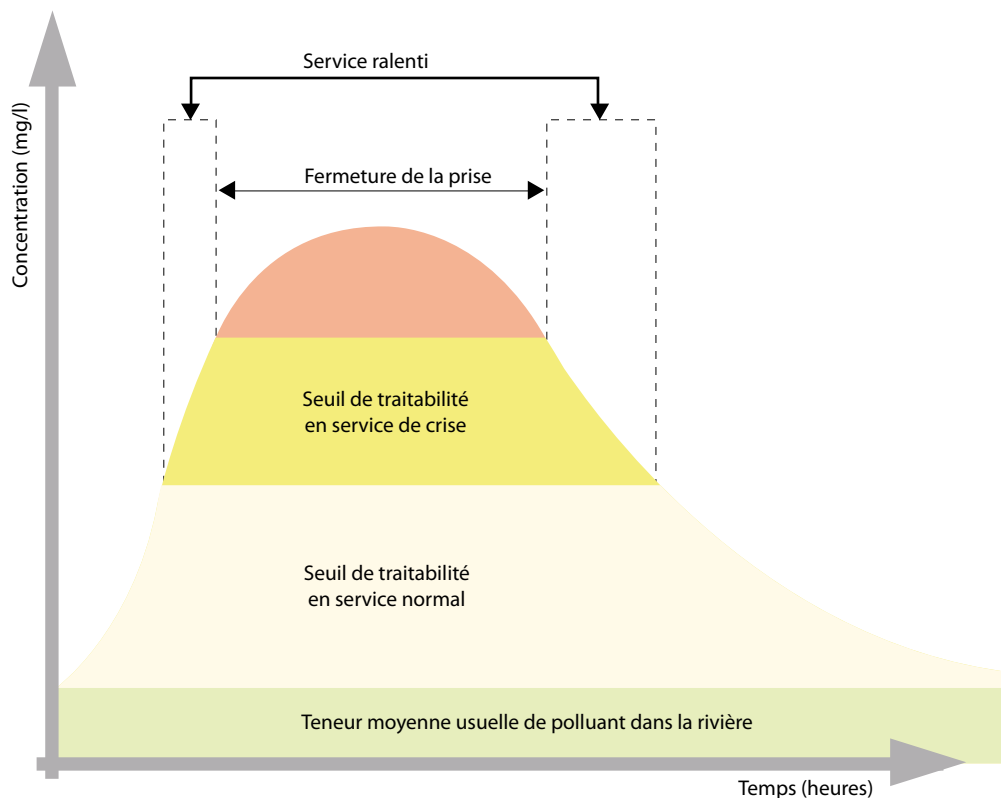 Service ralenti
Concentration (mg/l)
Fermeture de la prise
Seuil de traitabilité
en service de crise
Seuil de traitabilité
en service normal
Teneur moyenne usuelle de polluant dans la rivière
Temps (heures)